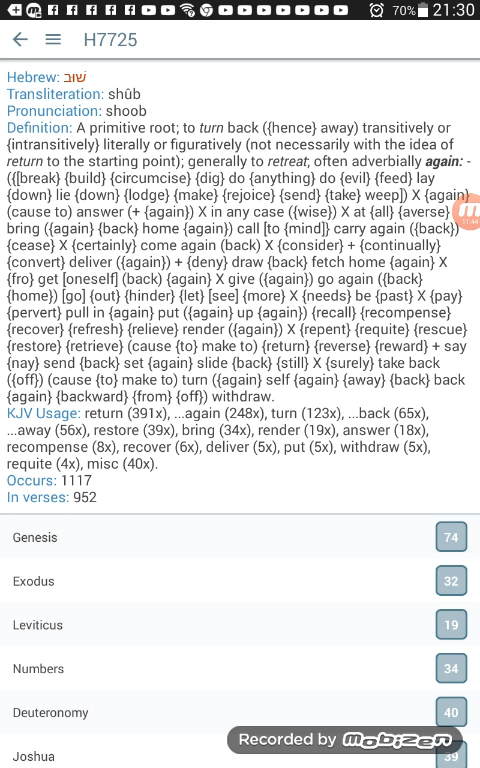 70% 21:30
H7725
Hebrew: שׁוּב
Transliteration: shûb
Pronunciation: shoob
Definition: A primitive root; to turn back ({hence} away) transitively or
{intransitively} literally or figuratively (not necessarily with the idea of
return to the starting point); generally to retreat; often adverbially again: -
({[break} {build} {circumcise} {dig} do {anything} do {evil} {feed} lay
{down} lie {down} {lodge} {make} {rejoice} {send} {take} weep]) X {again}
(cause to) answer (+ {again}) X in any case ({wise}) X at {all} {averse}
bring ({again} {back} home {again}) call [to {mind]} carry again ({back})
{cease} X {certainly} come again (back) X {consider} + {continually}
{convert} deliver ({again}) + {deny} draw {back} fetch home {again} X
{fro} get [oneself] (back) {again} X give ({again}) go again ({back}
{home}) [go] {out} {hinder} {let} [see] {more} X {needs} be {past} X {pay}
{pervert} pull in {again} put ({again} up {again}) {recall} {recompense}
{recover} {refresh} {relieve} render ({again}) X {repent} {requite} {rescue}
{restore} {retrieve} (cause {to} make to) {return} {reverse} {reward} + say
{nay} send {back} set {again} slide {back} {still} X {surely} take back
({off}) (cause {to} make to) turn ({again} self {again} {away} {back} back
{again} {backward} {from} {off}) withdraw.
KJV Usage: return (391x), ...again (248x), turn (123x), ...back (65x),
...away (56x), restore (39x), bring (34x), render (19x), answer (18x),
recompense (8x), recover (6x), deliver (5x), put (5x), withdraw (5x),
requite (4x), misc (40x).
Occurs: 1117
In verses: 952
Genesis 74
Exodus 32
Leviticus 19
Numbers 34
Deuteronomy 40
Recorded by Mobizen
Joshua 39